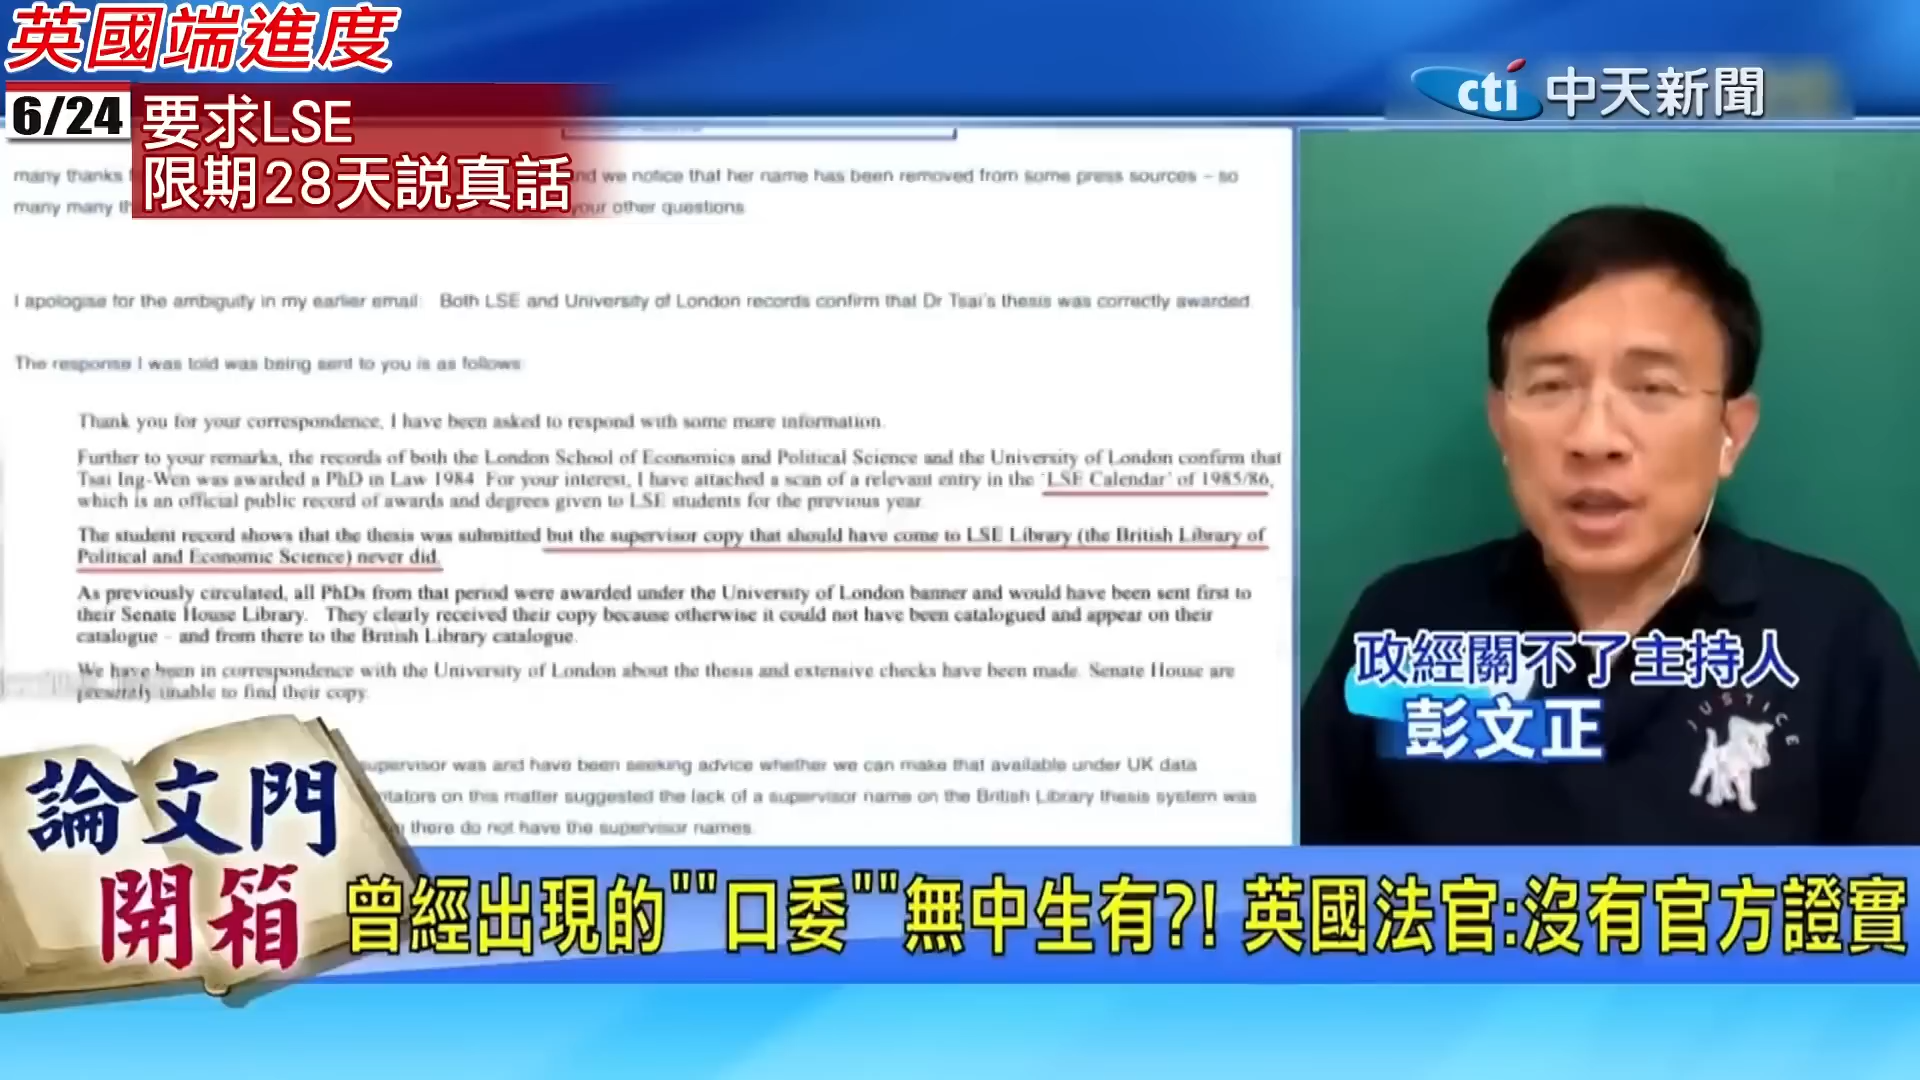 英國端進度
6/24
要求LSE
限期28天説真話
cti 中天新聞
many thanks
nd we notice that her name has been removed from some press sources – so
many many th
your other questions
I apologise for the ambiguity in my earlier email. Both LSE and University of London records confirm that Dr Tsai's thesis was correctly awarded.
The response I was told was being sent to you is as follows:
Thank you for your correspondence, I have been asked to respond with some more information.
Further to your remarks, the records of both the London School of Economics and Political Science and the University of London confirm that
Tsai Ing-Wen was awarded a PhD in Law 1984. For your interest, I have attached a scan of a relevant entry in the 'LSE Calendar' of 1985/86,
which is an official public record of awards and degrees given to LSE students for the previous year.
The student record shows that the thesis was submitted but the supervisor copy that should have come to LSE Library (the British Library of
Political and Economic Science) never did.
As previously circulated, all PhDs from that period were awarded under the University of London banner and would have been sent first to
their Senate House Library. They clearly received their copy because otherwise it could not have been catalogued and appear on their
catalogue – and from there to the British Library catalogue.
We have been in correspondence with the University of London about the thesis and extensive checks have been made. Senate House are
presently unable to find their copy.
supervisor was and have been seeking advice whether we can make that available under UK data
ntators on this matter suggested the lack of a supervisor name on the British Library thesis system was
there do not have the supervisor names.
政經關不了主持人
彭文正
JUSTICE
論文門
開箱
曾經出現的""口委""無中生有?! 英國法官:沒有官方證實